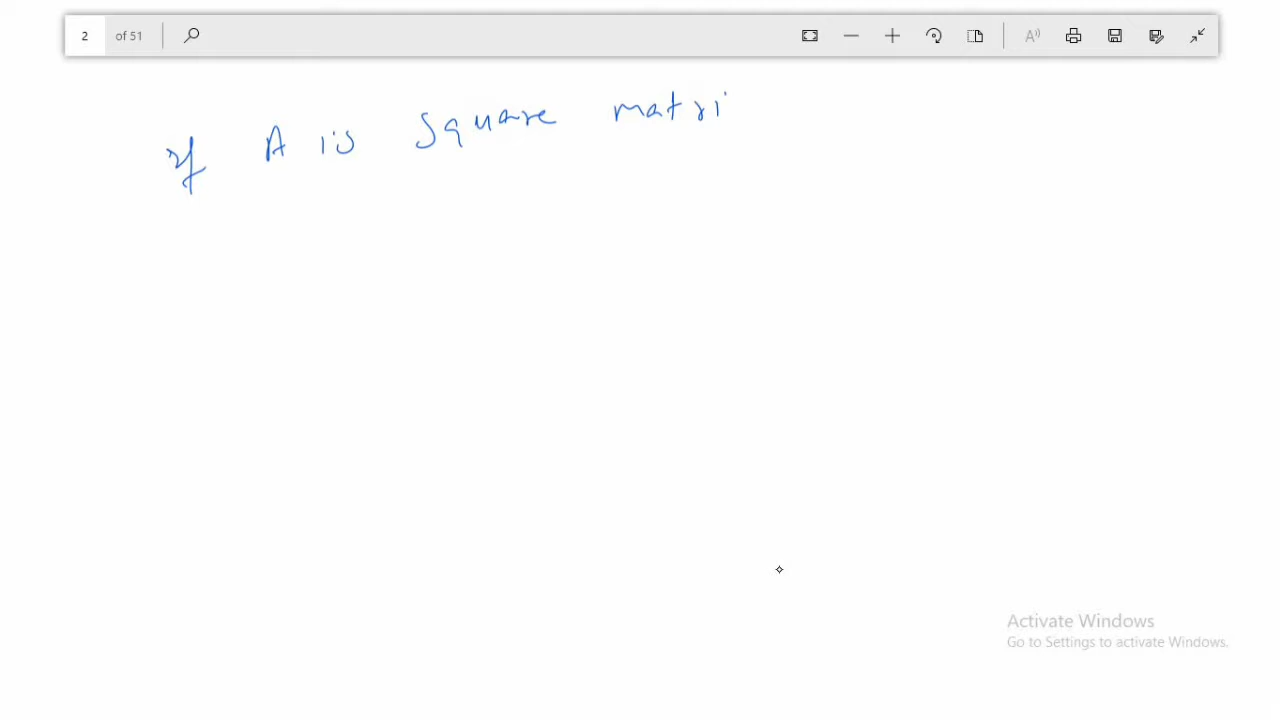 2 of 51
if A is Square matri
Activate Windows
Go to Settings to activate Windows.